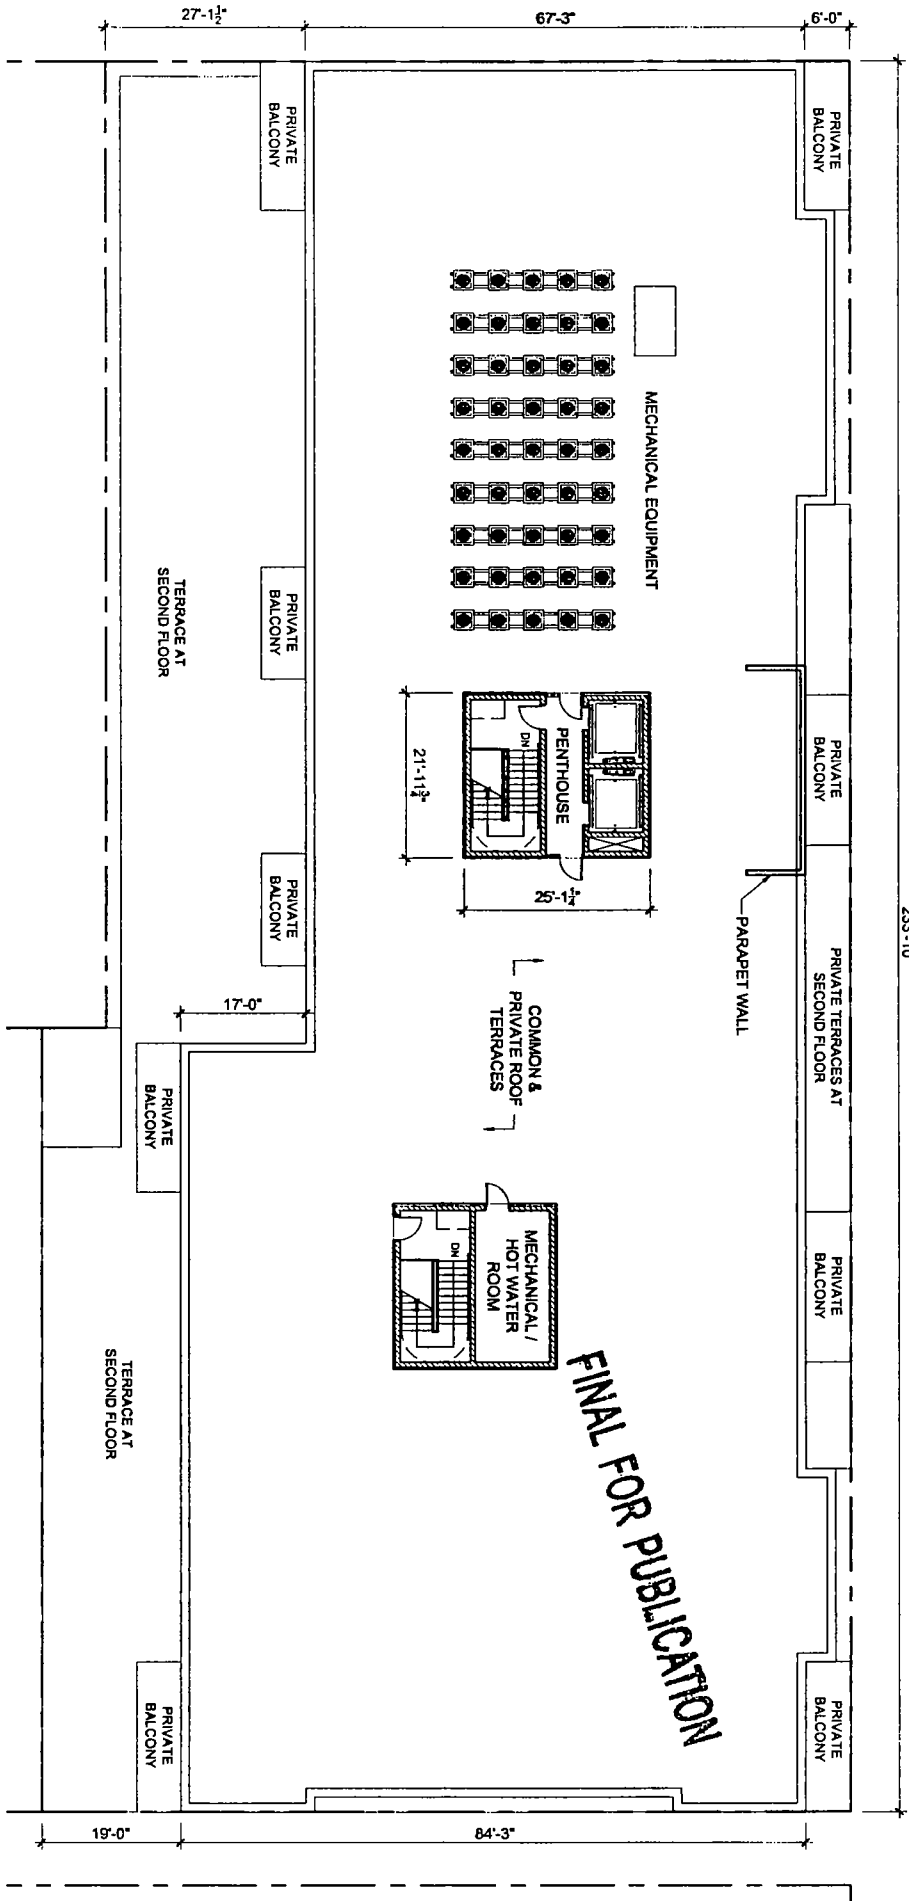 27'-1½"
67'-3"
6'-0"
PRIVATE
BALCONY
PRIVATE
BALCONY
MECHANICAL EQUIPMENT
TERRACE AT
SECOND FLOOR
PRIVATE
BALCONY
PRIVATE
BALCONY
DN
PENTHOUSE
21'-11¾"
25'-1¼"
PARAPET WALL
PRIVATE
BALCONY
PRIVATE TERRACES AT
SECOND FLOOR
17'-0"
COMMON &
PRIVATE ROOF
TERRACES
PRIVATE
BALCONY
MECHANICAL /
HOT WATER
ROOM
DN
PRIVATE
BALCONY
TERRACE AT
SECOND FLOOR
FINAL FOR PUBLICATION
PRIVATE
BALCONY
PRIVATE
BALCONY
19'-0"
84'-3"